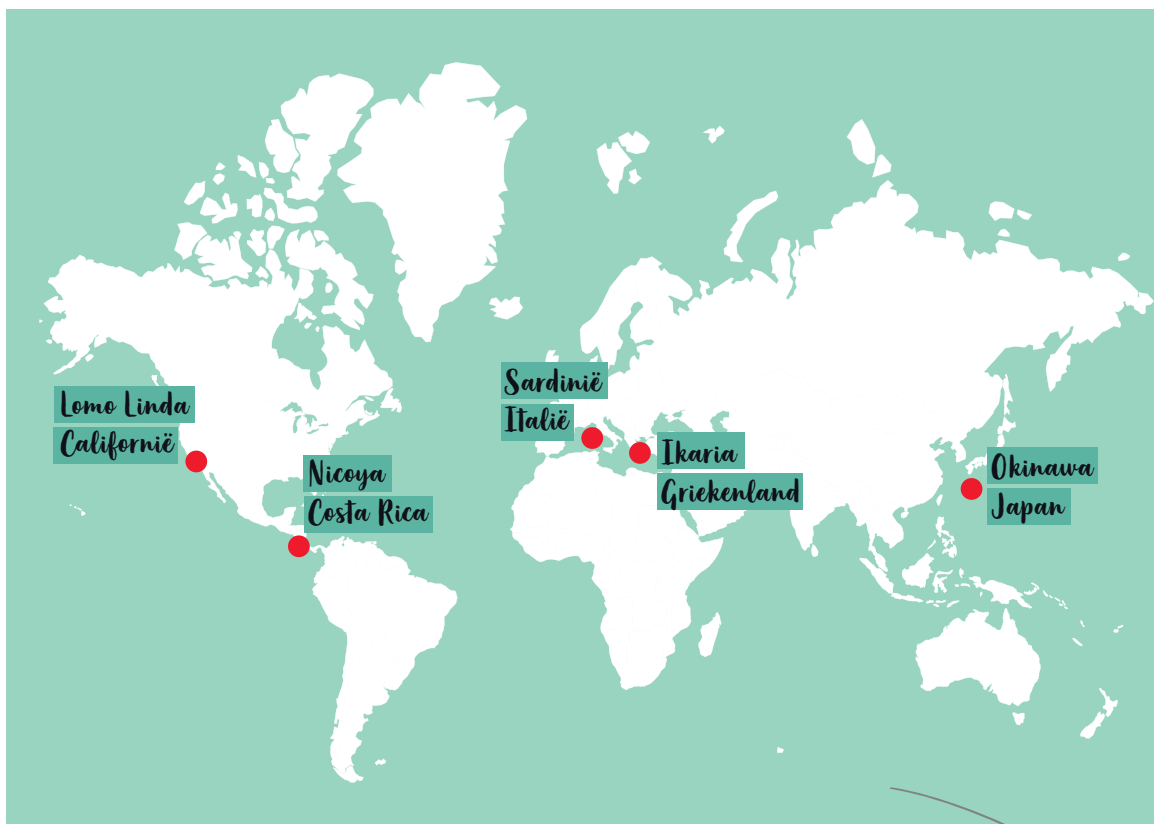 Lomo Linda
Californië
Nicoya
Costa Rica
Sardinië
Italië
Ikaria
Griekenland
Okinawa
Japan